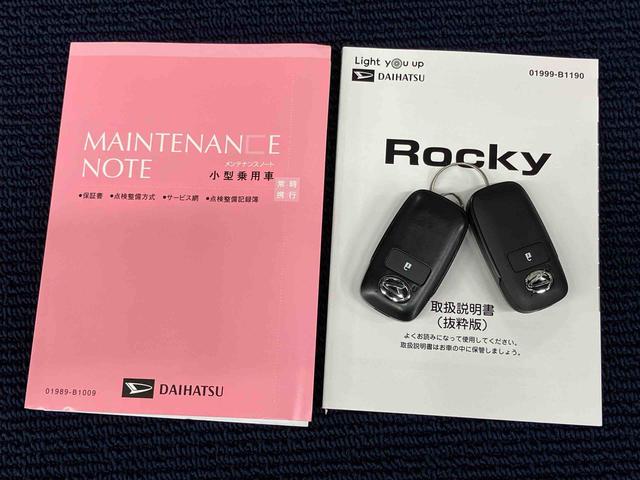 MAINTENANCE
NOTE
メンテナンスノート
小型乗用車
常時
携行
●保証書 ●点検整備方式 ●サービス網 ●点検整備記録簿
01989-B1009
DAIHATSU
Light you up
DAIHATSU
01999-B1190
Rocky
取扱説明書
（抜粋版）
よくお読みになって使用してください。
取扱説明書はお車の中に保管しましょう。